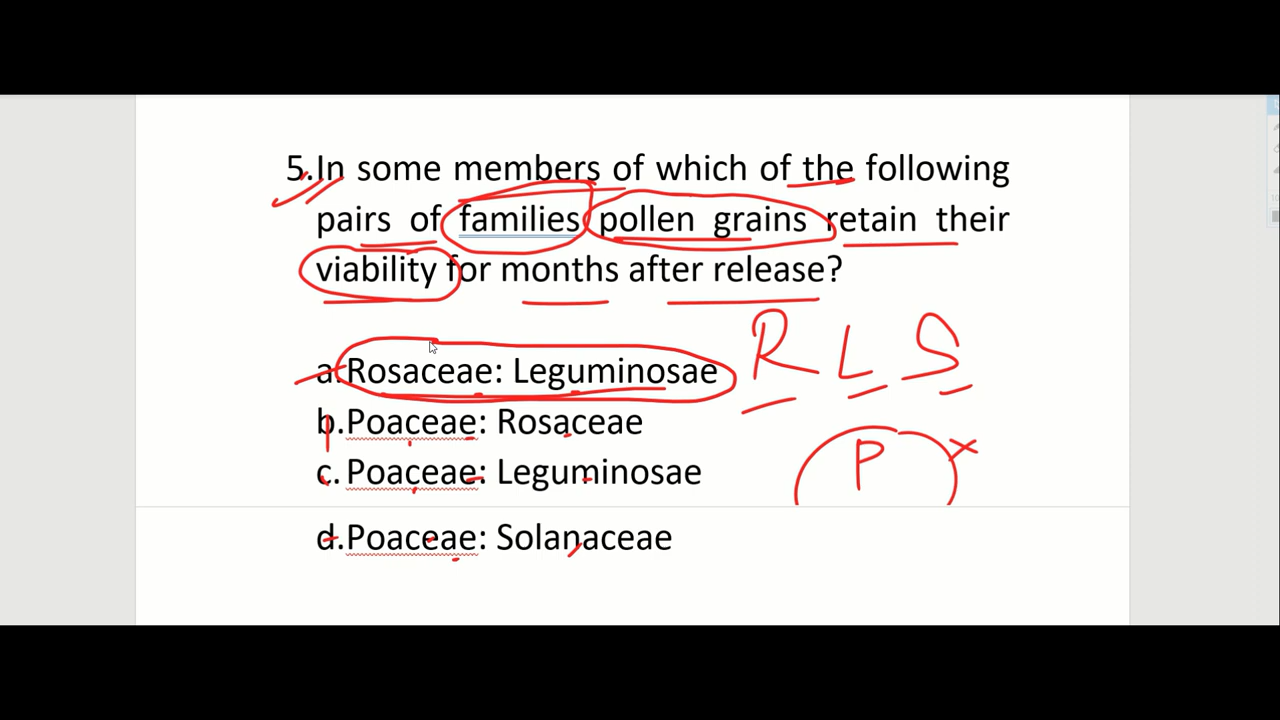 5.In some members of which of the following
pairs of families pollen grains retain their
viability for months after release?
a.Rosaceae: Leguminosae
R L S
b.Poaceae: Rosaceae
P x
c. Poaceae: Leguminosae
d.Poaceae: Solanaceae